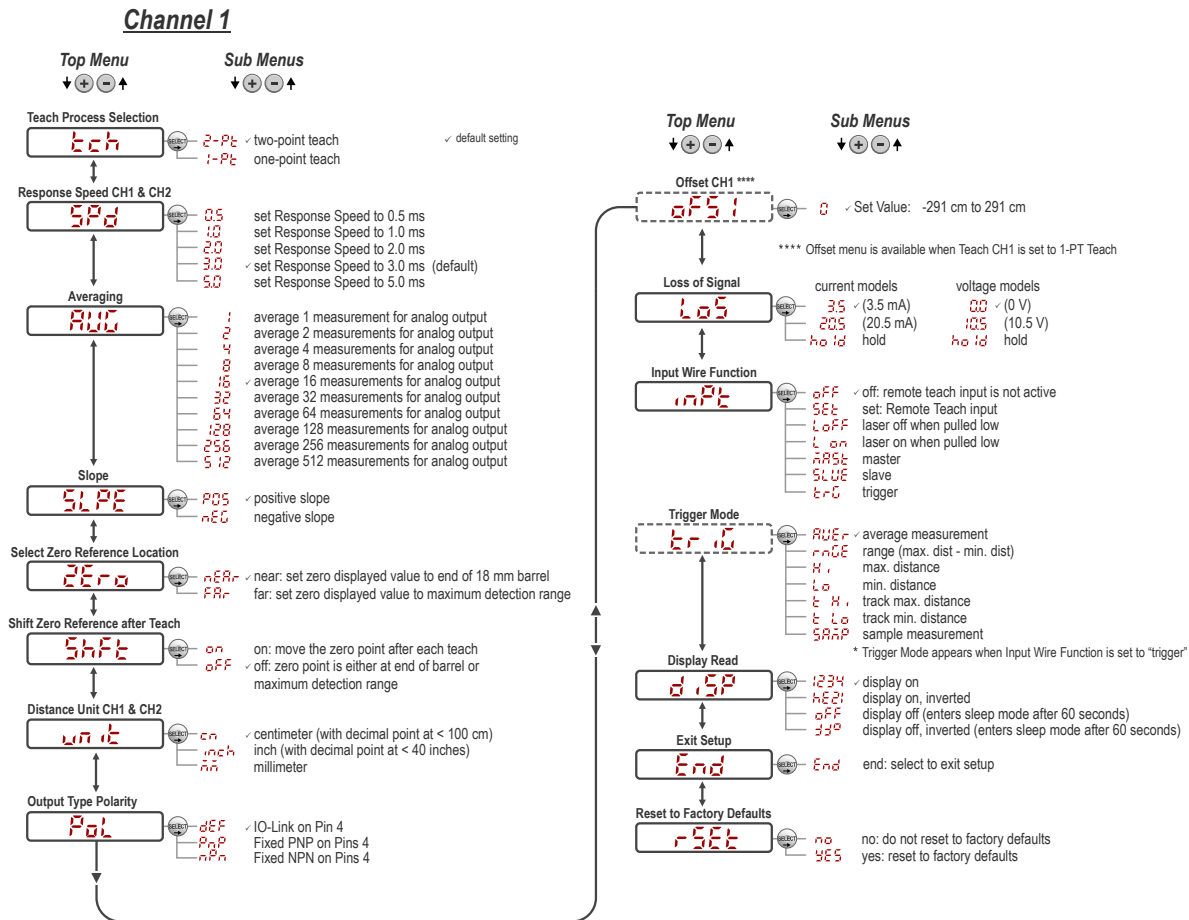 Channel 1
Top Menu Sub Menus
+ - + -
Teach Process Selection
tch SELECT 2-Pt ✓ two-point teach ✓ default setting
1-Pt one-point teach
Response Speed CH1 & CH2
SPd SELECT 0.5 set Response Speed to 0.5 ms
1.0 set Response Speed to 1.0 ms
2.0 set Response Speed to 2.0 ms
3.0 ✓ set Response Speed to 3.0 ms (default)
5.0 set Response Speed to 5.0 ms
Averaging
AUG SELECT 1 average 1 measurement for analog output
2 average 2 measurements for analog output
4 average 4 measurements for analog output
8 average 8 measurements for analog output
16 ✓ average 16 measurements for analog output
32 average 32 measurements for analog output
64 average 64 measurements for analog output
128 average 128 measurements for analog output
256 average 256 measurements for analog output
512 average 512 measurements for analog output
Slope
SLPE SELECT POS ✓ positive slope
nEG negative slope
Select Zero Reference Location
ZEro SELECT nEAr ✓ near: set zero displayed value to end of 18 mm barrel
FAr far: set zero displayed value to maximum detection range
Shift Zero Reference after Teach
ShFt SELECT on on: move the zero point after each teach
oFF ✓ off: zero point is either at end of barrel or
maximum detection range
Distance Unit CH1 & CH2
unit SELECT cn ✓ centimeter (with decimal point at < 100 cm)
inch inch (with decimal point at < 40 inches)
mm millimeter
Output Type Polarity
PoL SELECT dEF ✓ IO-Link on Pin 4
PnP Fixed PNP on Pins 4
nPn Fixed NPN on Pins 4
Top Menu Sub Menus
+ - + -
Offset CH1 ****
oFS1 SELECT 0 ✓ Set Value: -291 cm to 291 cm
**** Offset menu is available when Teach CH1 is set to 1-PT Teach
Loss of Signal
current models voltage models
LoS SELECT 3.5 ✓ (3.5 mA) 0.0 ✓ (0 V)
20.5 (20.5 mA) 10.5 (10.5 V)
hold hold hold hold
Input Wire Function
inPt SELECT oFF ✓ off: remote teach input is not active
SEt set: Remote Teach input
LoFF laser off when pulled low
L on laser on when pulled low
mASt master
SLUE slave
trG trigger
Trigger Mode
triG SELECT AUEr ✓ average measurement
rnGE range (max. dist - min. dist)
Hi max. distance
Lo min. distance
t Hi track max. distance
t Lo track min. distance
SAmP sample measurement
* Trigger Mode appears when Input Wire Function is set to “trigger”
Display Read
diSP SELECT 1234 ✓ display on
hEZ1 display on, inverted
oFF display off (enters sleep mode after 60 seconds)
display off, inverted (enters sleep mode after 60 seconds)
Exit Setup
End SELECT End end: select to exit setup
Reset to Factory Defaults
rSEt SELECT no no: do not reset to factory defaults
YES yes: reset to factory defaults